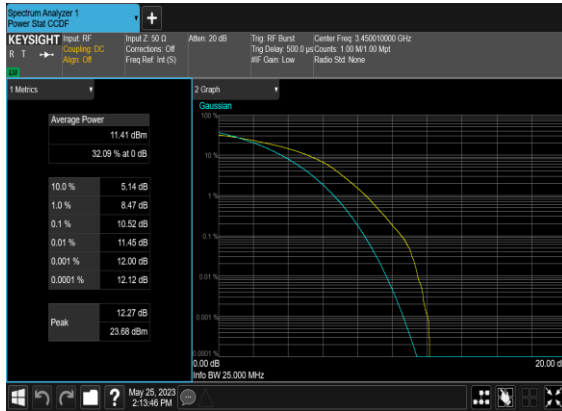 Spectrum Analyzer 1
Power Stat CCDF
+
KEYSIGHT
R T
LU
Input: RF
Coupling: DC
Align: Off
Input Z: 50 Ω
Corrections: Off
Freq Ref: Int (S)
Atten: 20 dB
Trig: RF Burst
Trig Delay: 500.0 µs
#IF Gain: Low
Center Freq: 3.450010000 GHz
Counts: 1.00 M/1.00 Mpt
Radio Std: None
1 Metrics
Average Power
11.41 dBm
32.09 % at 0 dB
10.0 % 5.14 dB
1.0 % 8.47 dB
0.1 % 10.52 dB
0.01 % 11.45 dB
0.001 % 12.00 dB
0.0001 % 12.12 dB
Peak
12.27 dB
23.68 dBm
2 Graph
Gaussian
100 %
10 %
1 %
0.1 %
0.01 %
0.001 %
0.0001 %
0.00 dB 20.00 d
Info BW 25.000 MHz
?
May 25, 2023
2:13:46 PM